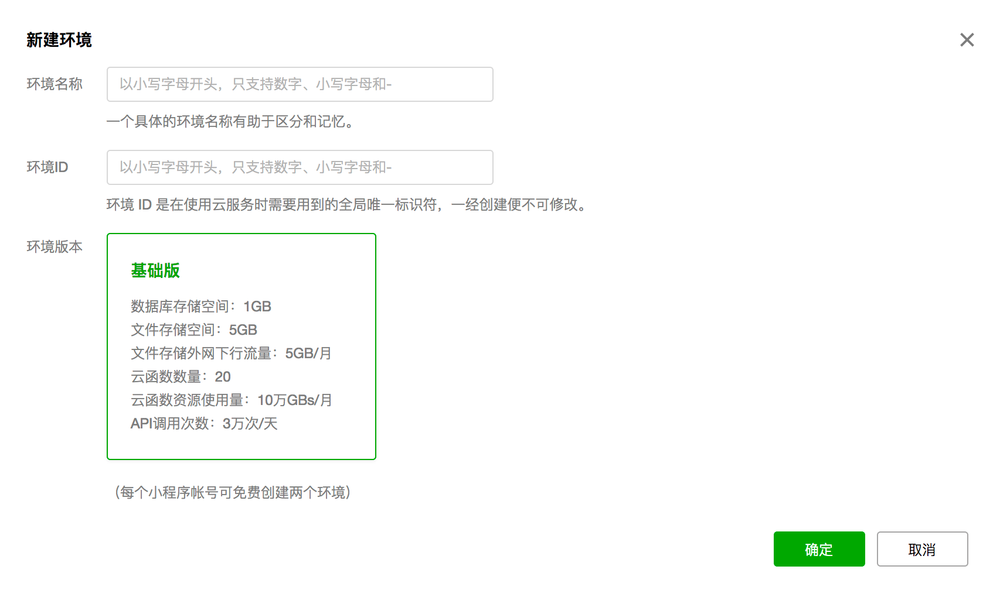 新建环境
环境名称
以小写字母开头，只支持数字、小写字母和-
一个具体的环境名称有助于区分和记忆。
环境ID
以小写字母开头，只支持数字、小写字母和-
环境 ID 是在使用云服务时需要用到的全局唯一标识符，一经创建便不可修改。
环境版本
基础版
数据库存储空间：1GB
文件存储空间：5GB
文件存储外网下行流量：5GB/月
云函数数量：20
云函数资源使用量：10万GBs/月
API调用次数：3万次/天
（每个小程序帐号可免费创建两个环境）
确定
取消